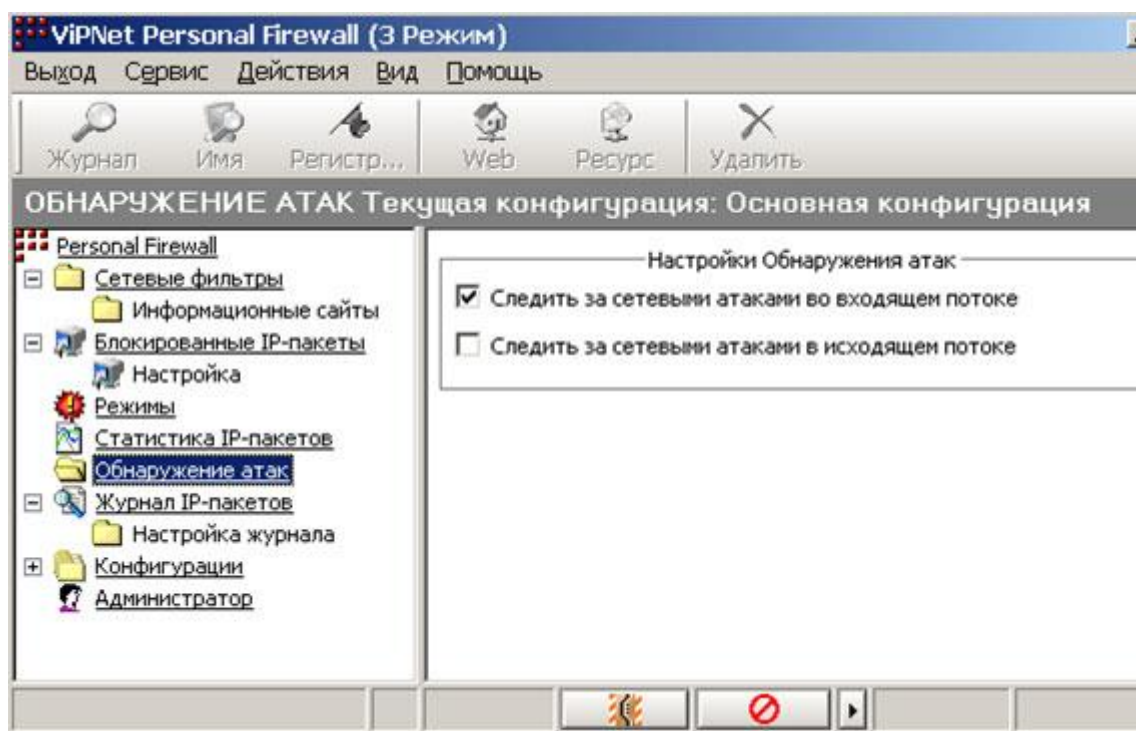 ViPNet Personal Firewall (3 Режим)
Выход Сервис Действия Вид Помощь
Журнал Имя Регистр... Web Ресурс Удалить
ОБНАРУЖЕНИЕ АТАК Текущая конфигурация: Основная конфигурация
Personal Firewall
Сетевые фильтры
Информационные сайты
Блокированные IP-пакеты
Настройка
Режимы
Статистика IP-пакетов
Обнаружение атак
Журнал IP-пакетов
Настройка журнала
Конфигурации
Администратор
Настройки Обнаружения атак
Следить за сетевыми атаками во входящем потоке
Следить за сетевыми атаками в исходящем потоке